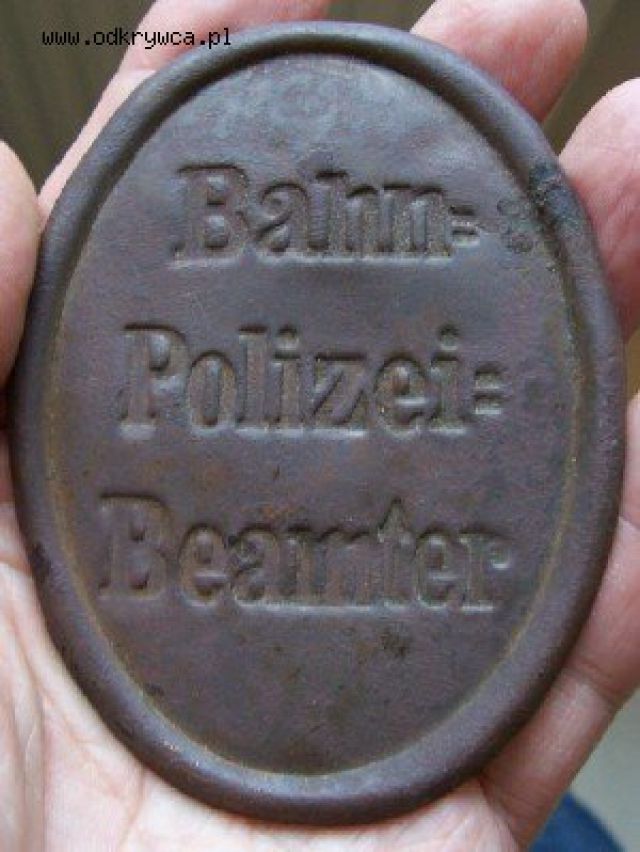 www.odkrywca.pl
Bahn=
Polizei=
Beamter